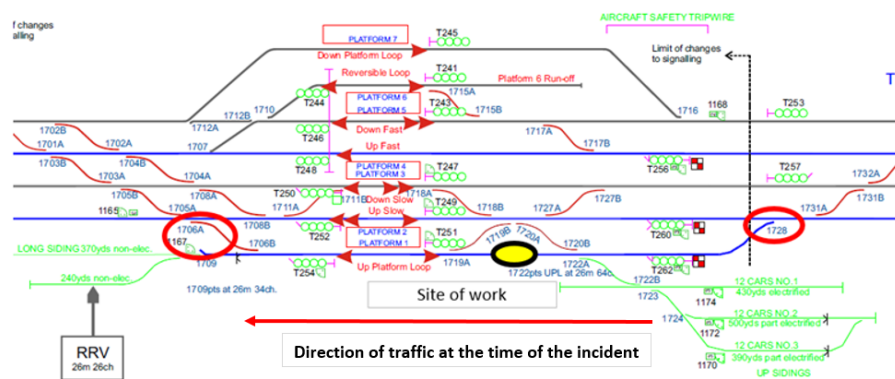 f changes
alling
AIRCRAFT SAFETY TRIPWIRE
T245
PLATFORM 7
Down Platform Loop
Limit of changes
to signalling
T241
Reversible Loop
Platform 6 Run-off
T244
1715A
PLATFORM 6
T243
PLATFORM 5
1715B
1710
1712B
1712A
1716
1168
T253
1702B
1702A
T246
Down Fast
1717A
1701A
1707
Up Fast
1717B
1703B
1704B
T248
PLATFORM 4
PLATFORM 3
T247
T256
T257
1732A
1703A
1704A
1705B
1708A
1711A
T250
1711B
Down Slow
1718A
1727B
1731B
1165
1705A
Up Slow
T249
1718B
1727A
1731A
1706A
1708B
T252
PLATFORM 2
PLATFORM 1
T251
1719B
1720A
T260
1728
1167
1706B
1720B
LONG SIDING 370yds non-elec.
1709
Up Platform Loop
1719A
1722A
240yds non-elec
T254
1722pts UPL at 26m 64c.
T262
1709pts at 26m 34ch.
1722B
12 CARS NO.1
430yds electrified
Site of work
1723
1174
12 CARS NO.2
500yds part electrified
1724
1172
12 CARS NO.3
390yds part electrified
1170
UP SIDINGS
RRV
26m 26ch
Direction of traffic at the time of the incident
T